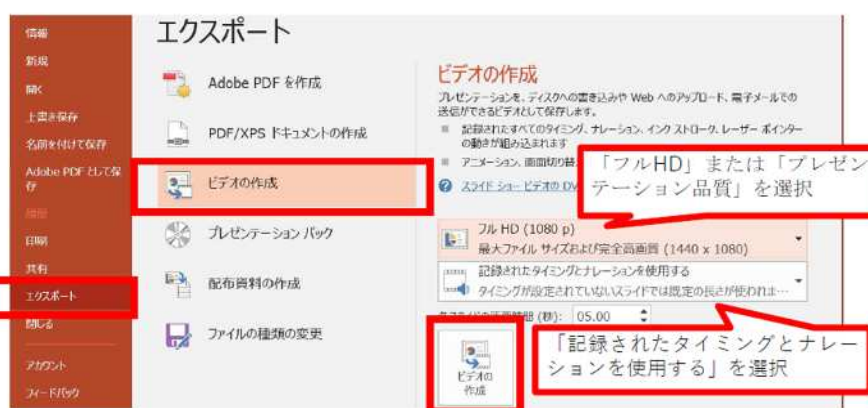 情報
新規
開く
上書き保存
名前を付けて保存
Adobe PDF として保
存
印刷
共有
エクスポート
閉じる
アカウント
フィードバック
エクスポート
Adobe PDF を作成
PDF/XPS ドキュメントの作成
ビデオの作成
プレゼンテーション パック
配布資料の作成
ファイルの種類の変更
ビデオの作成
プレゼンテーションを、ディスクへの書き込みや Web へのアップロード、電子メールでの
送信ができるビデオとして保存します。
記録されたすべてのタイミング、ナレーション、インク ストローク、レーザー ポインター
の動きが組み込まれます
アニメーション、画面切り替
スライド ショー ビデオの DV
「フルHD」または「プレゼン
テーション品質」を選択
フル HD (1080 p)
最大ファイル サイズおよび完全高画質 (1440 x 1080)
記録されたタイミングとナレーションを使用する
タイミングが設定されていないスライドでは既定の長さが使われま…
(秒): 05.00
「記録されたタイミングとナレー
ションを使用する」を選択
ビデオの
作成